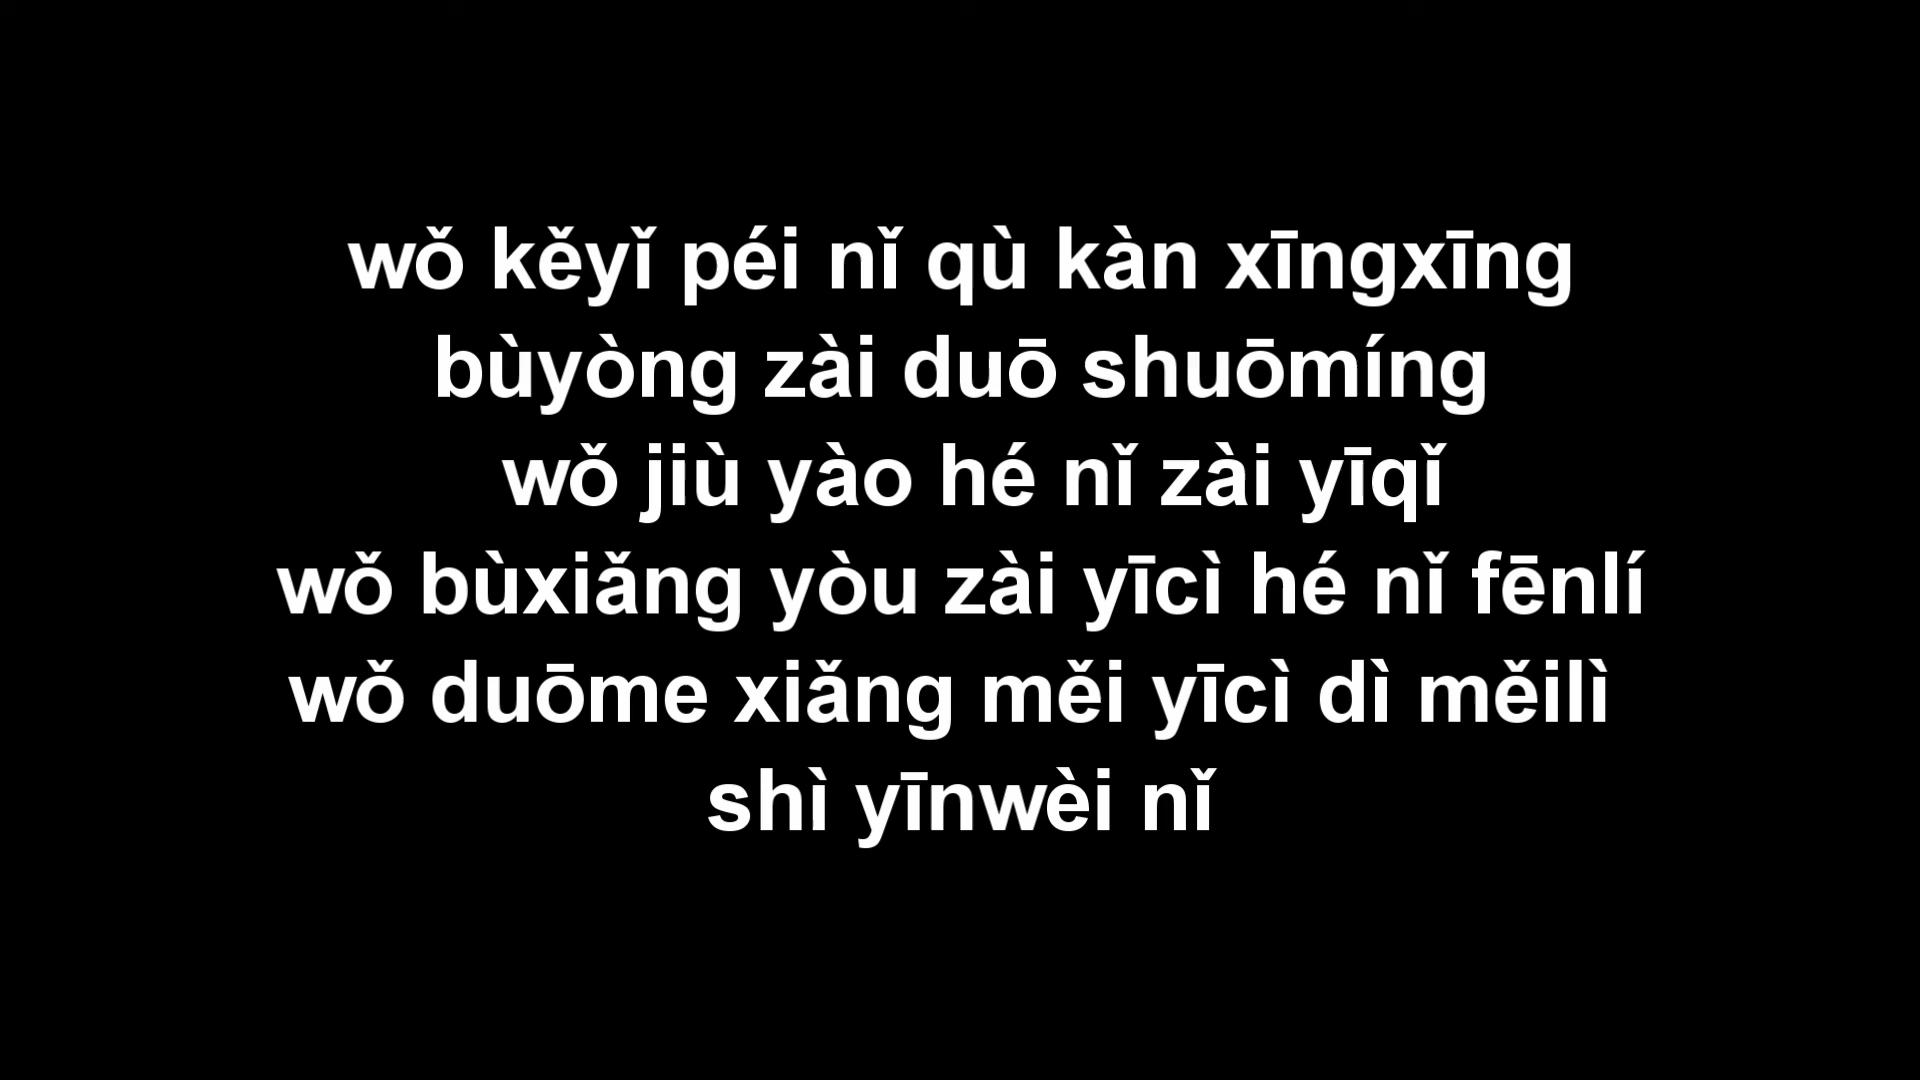 wǒ kěyǐ péi nǐ qù kàn xīngxīng
bùyòng zài duō shuōmíng
wǒ jiù yào hé nǐ zài yīqǐ
wǒ bùxiǎng yòu zài yīcì hé nǐ fēnlí
wǒ duōme xiǎng měi yīcì dì měilì
shì yīnwèi nǐ